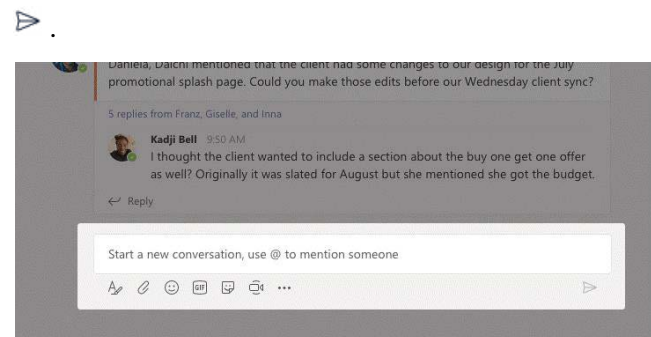 .
Daniela, Daichi mentioned that the client had some changes to our design for the July
promotional splash page. Could you make those edits before our Wednesday client sync?
5 replies from Franz, Giselle, and Inna
Kadji Bell 9:50 AM
I thought the client wanted to include a section about the buy one get one offer
as well? Originally it was slated for August but she mentioned she got the budget.
Reply
Start a new conversation, use @ to mention someone
GIF